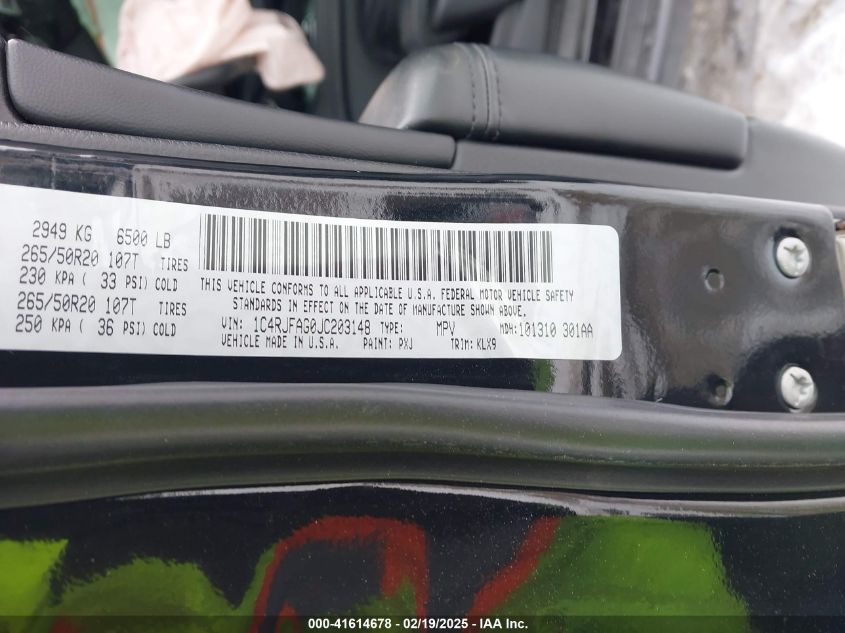 2949 KG 6500 LB
265/50R20 107T TIRES
230 KPA ( 33 PSI) COLD
265/50R20 107T TIRES
250 KPA ( 36 PSI) COLD
THIS VEHICLE CONFORMS TO ALL APPLICABLE U.S.A. FEDERAL MOTOR VEHICLE SAFETY
STANDARDS IN EFFECT ON THE DATE OF MANUFACTURE SHOWN ABOVE.
VIN: 1C4RJFAG0JC203148 TYPE: MPV MDH: 101310 301AA
VEHICLE MADE IN U.S.A. PAINT: PXJ TRIM: KLX9
000-41614678 - 02/19/2025 - IAA Inc.